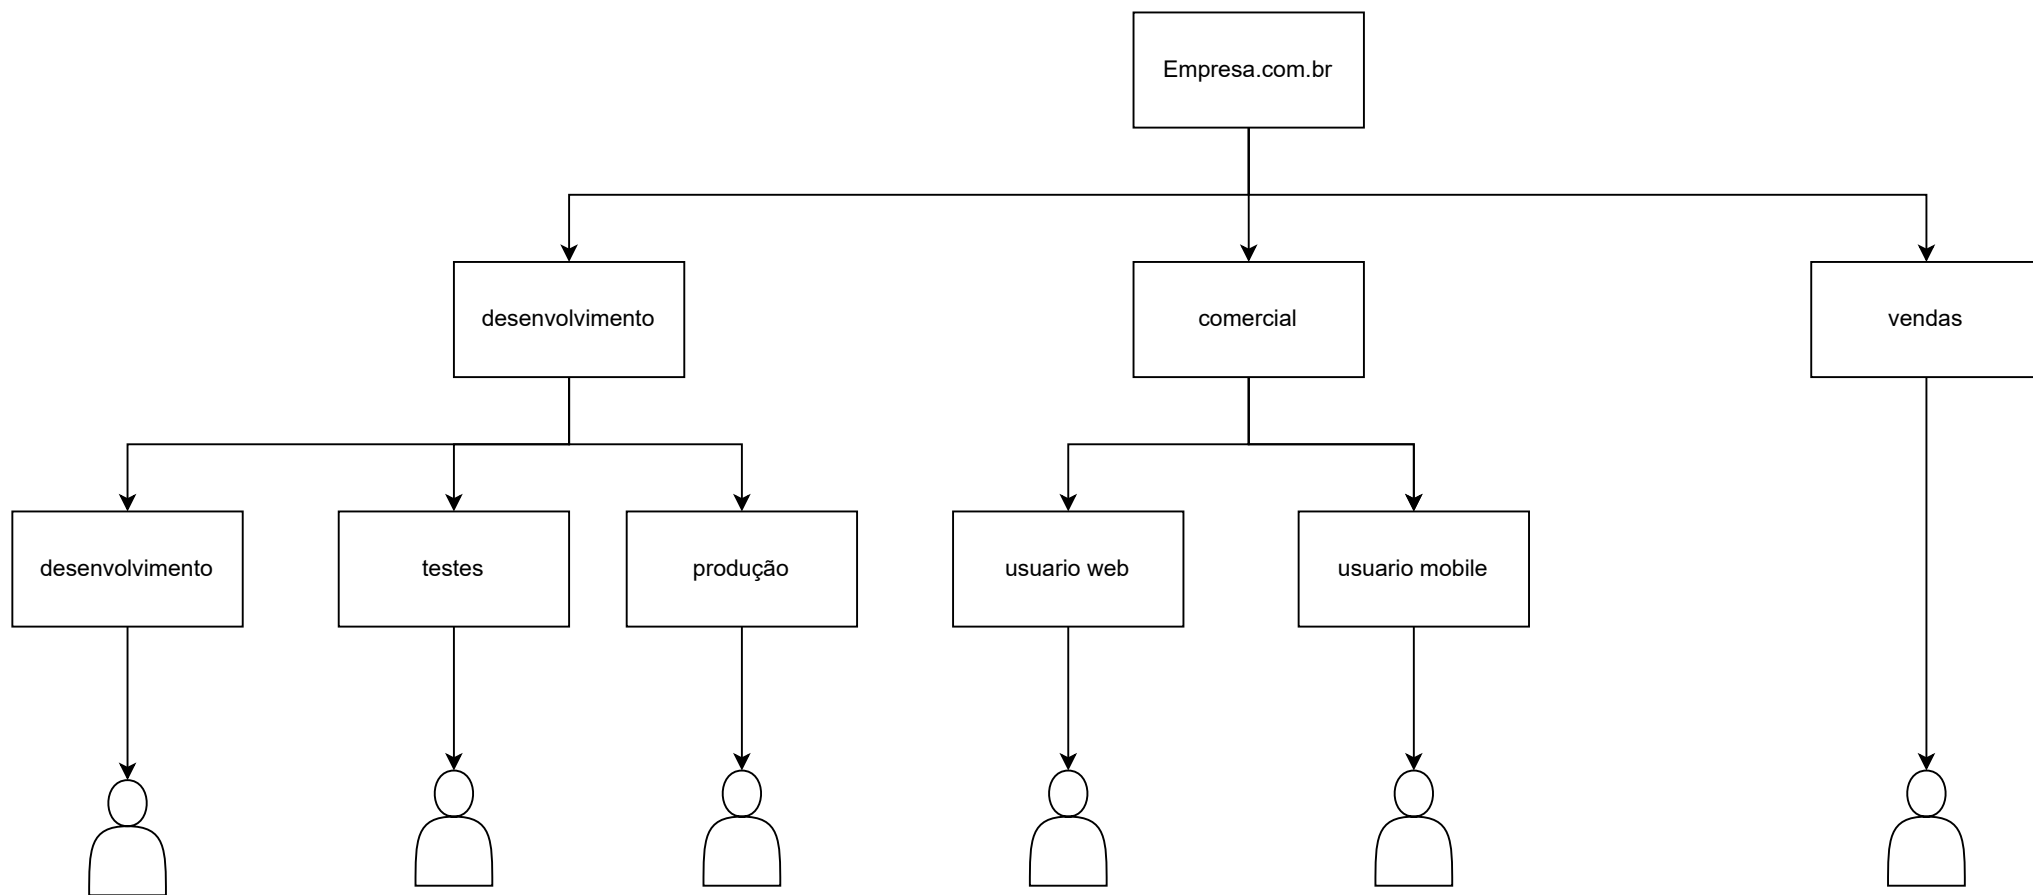 Empresa.com.br
desenvolvimento
comercial
vendas
desenvolvimento
testes
produção
usuario web
usuario mobile